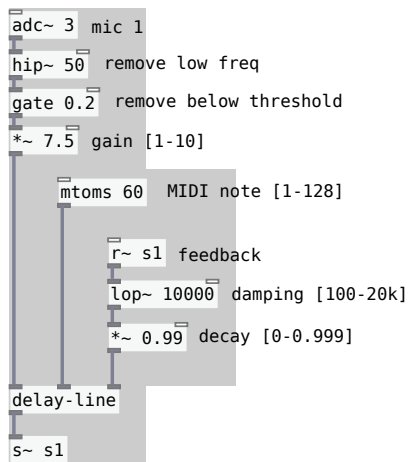 adc~ 3 mic 1
hip~ 50 remove low freq
gate 0.2 remove below threshold
*~ 7.5 gain [1-10]
mtoms 60 MIDI note [1-128]
r~ s1 feedback
lop~ 10000 damping [100-20k]
*~ 0.99 decay [0-0.999]
delay-line
s~ s1